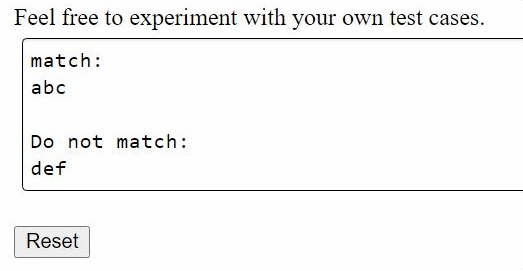 Feel free to experiment with your own test cases.
match:
abc

Do not match:
def

Reset